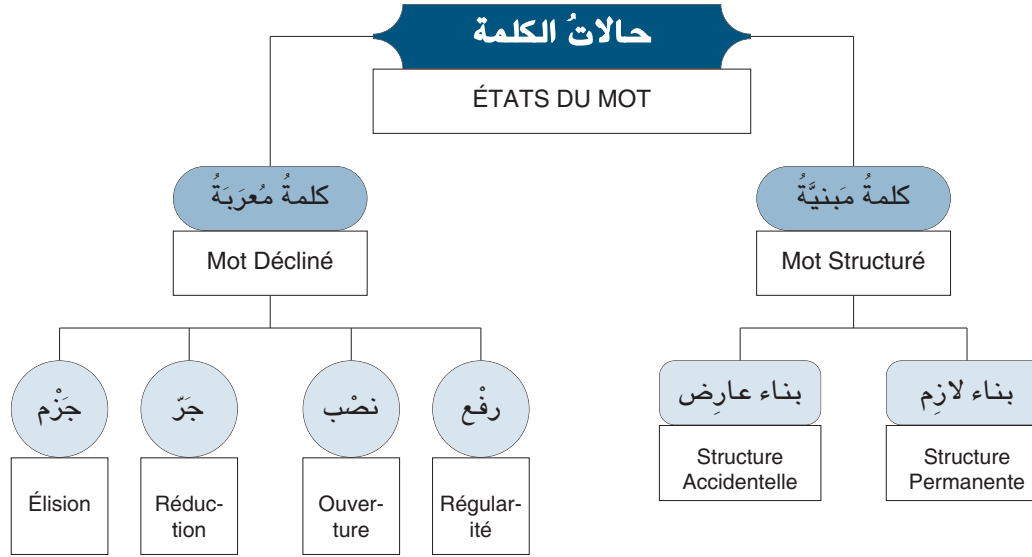 حالاتُ الكلمة
ÉTATS DU MOT
كلمةُ مَبنيَّةُ
Mot Structuré
بناء لازِم
Structure
Permanente
بناء عارِض
Structure
Accidentelle
كلمةُ مُعرَبَةُ
Mot Décliné
رفْع
Régular-
ité
نصْب
Ouver-
ture
جَرّ
Réduc-
tion
جَزْم
Élision